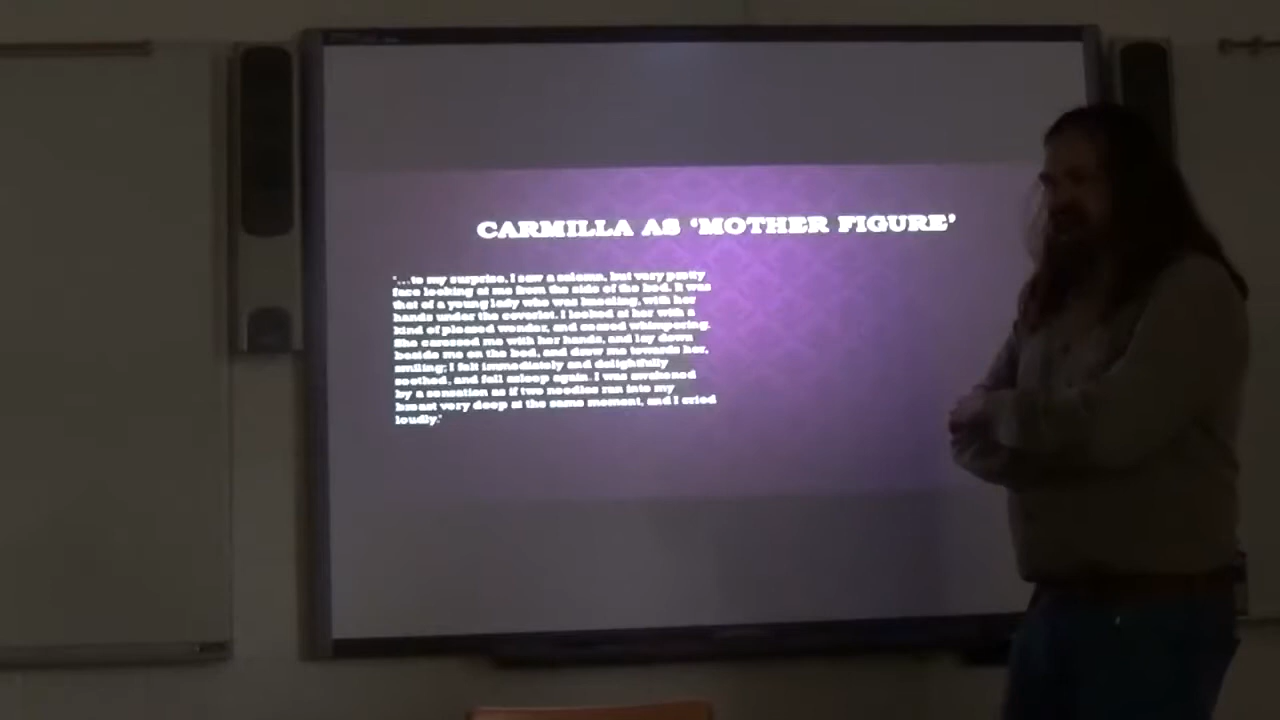 CARMILLA AS ‘MOTHER FIGURE’
‘...to my surprise, I saw a solemn, but very pretty
face looking at me from the side of the bed. It was
that of a young lady who was kneeling, with her
hands under the coverlet. I looked at her with a
kind of pleased wonder, and ceased whimpering.
She caressed me with her hands, and lay down
beside me on the bed, and drew me towards her,
smiling; I felt immediately and delightfully
soothed, and fell asleep again. I was awakened
by a sensation as if two needles ran into my
breast very deep at the same moment, and I cried
loudly.’